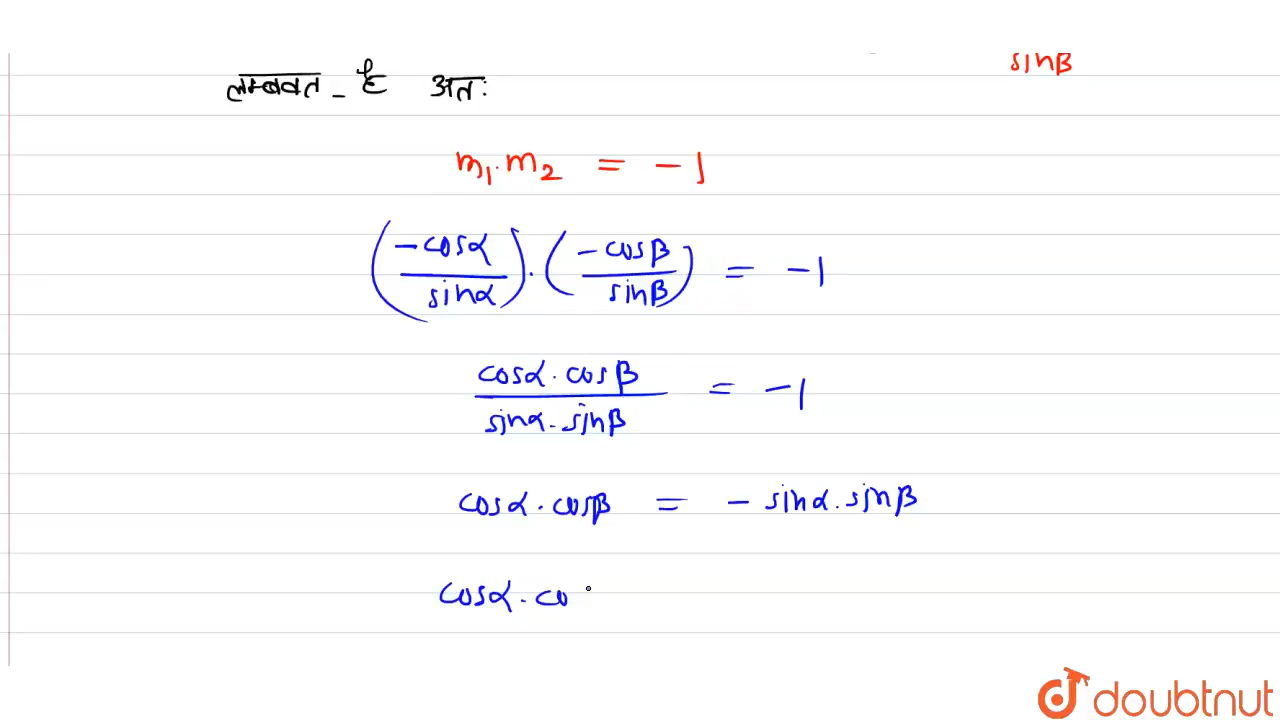 sinβ
लम्बवत है अतः
m₁.m₂ = -1
(-cosα/sinα).(-cosβ/sinβ) = -1
cosα.cosβ/sinα.sinβ = -1
cosα.cosβ = -sinα.sinβ
cosα.co
doubtnut